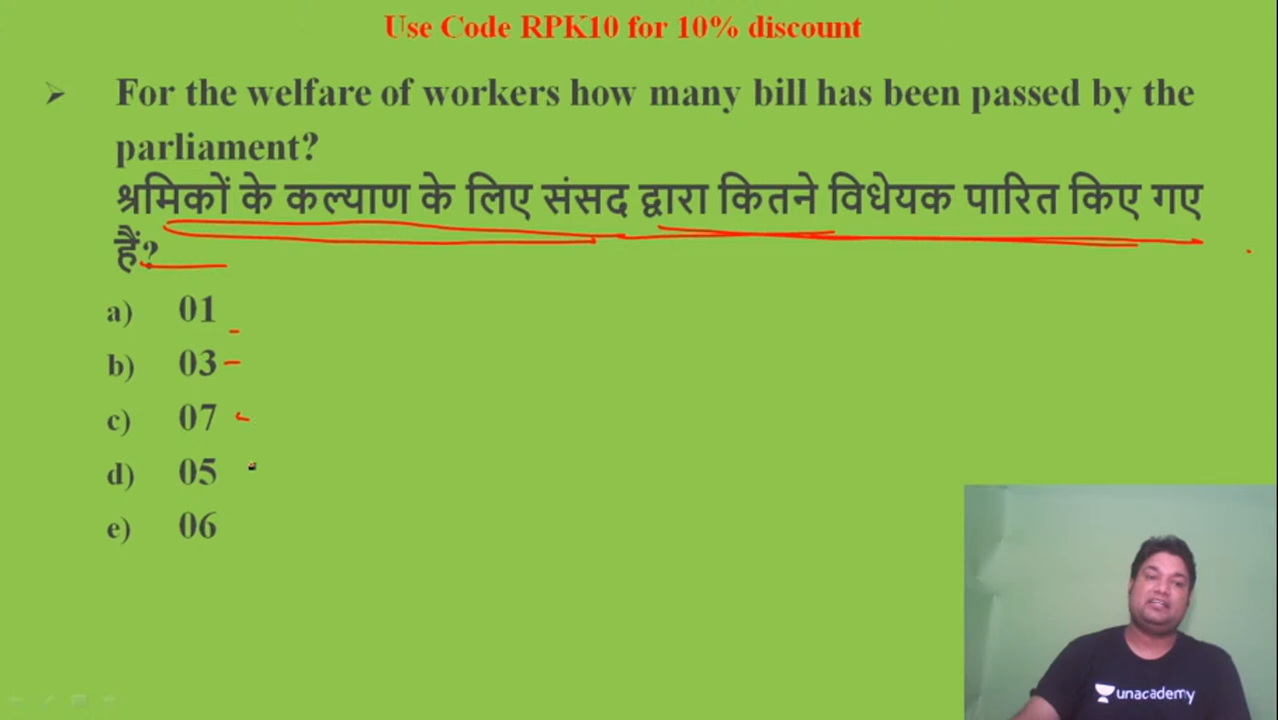 Use Code RPK10 for 10% discount
For the welfare of workers how many bill has been passed by the
parliament?
श्रमिकों के कल्याण के लिए संसद द्वारा कितने विधेयक पारित किए गए
हैं?
a) 01
b) 03
c) 07
d) 05
e) 06
unacademy